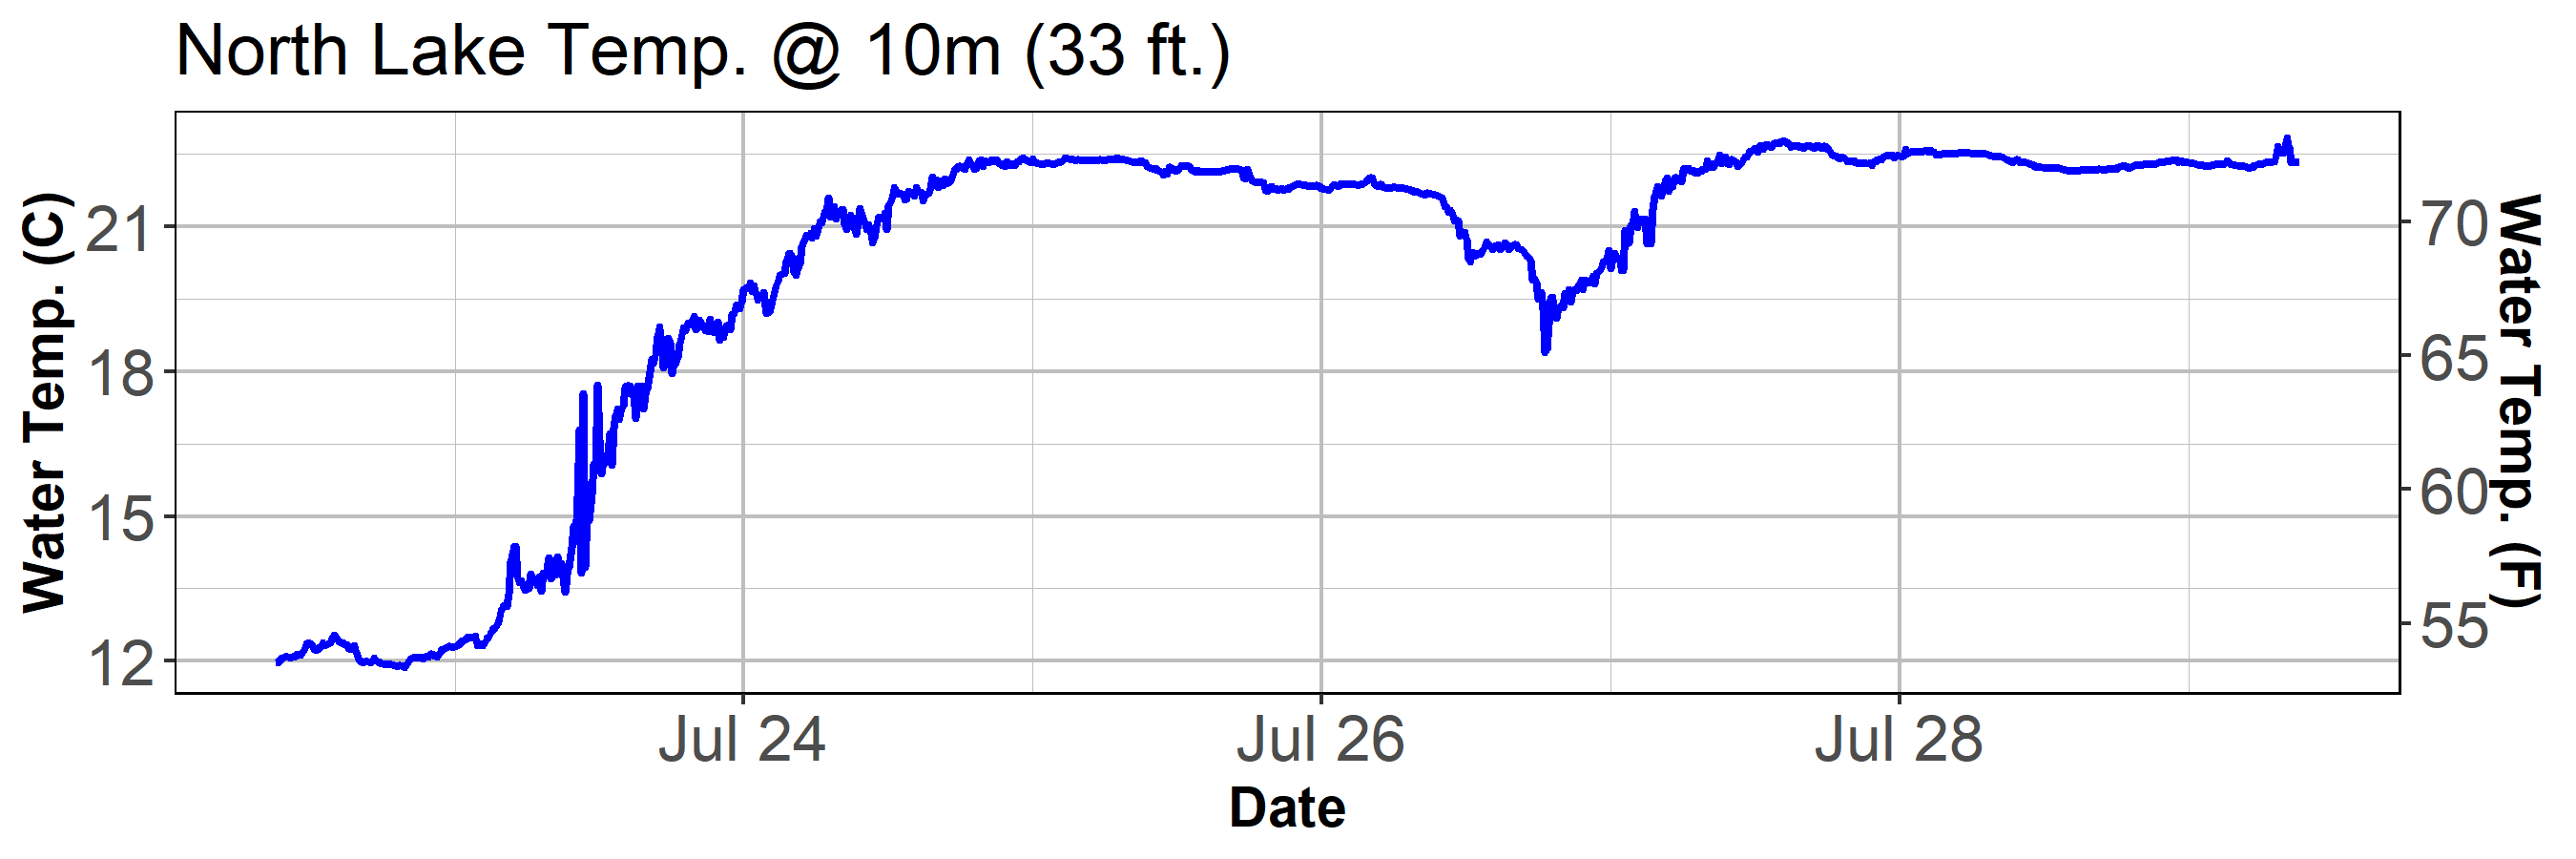 North Lake Temp. @ 10m (33 ft.)
Water Temp. (C)
21
18
15
12
70
65
60
55
Water Temp. (F)
Jul 24
Jul 26
Jul 28
Date